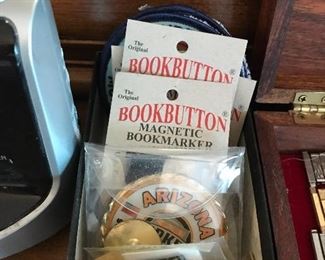 The
Original
BOOKBUTTON®
The
Original
BOOKBUTTON®
MAGNETIC
BOOKMARKER
ARIZONA